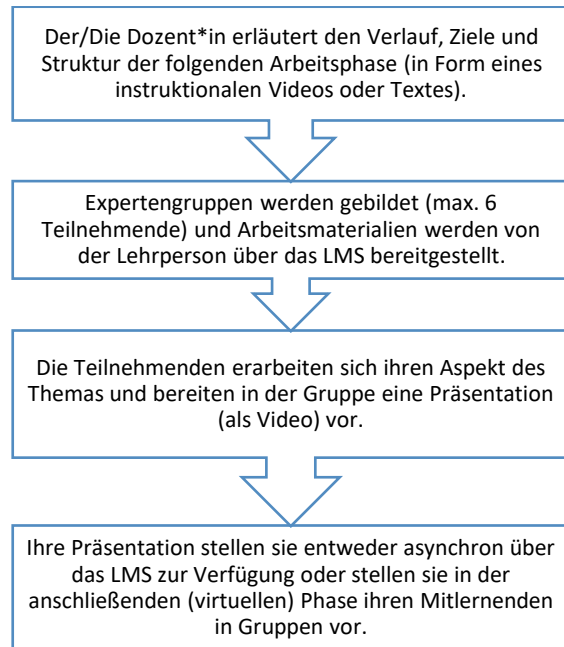 Der/Die Dozent*in erläutert den Verlauf, Ziele und
Struktur der folgenden Arbeitsphase (in Form eines
instruktionalen Videos oder Textes).
Expertengruppen werden gebildet (max. 6
Teilnehmende) und Arbeitsmaterialien werden von
der Lehrperson über das LMS bereitgestellt.
Die Teilnehmenden erarbeiten sich ihren Aspekt des
Themas und bereiten in der Gruppe eine Präsentation
(als Video) vor.
Ihre Präsentation stellen sie entweder asynchron über
das LMS zur Verfügung oder stellen sie in der
anschließenden (virtuellen) Phase ihren Mitlernenden
in Gruppen vor.